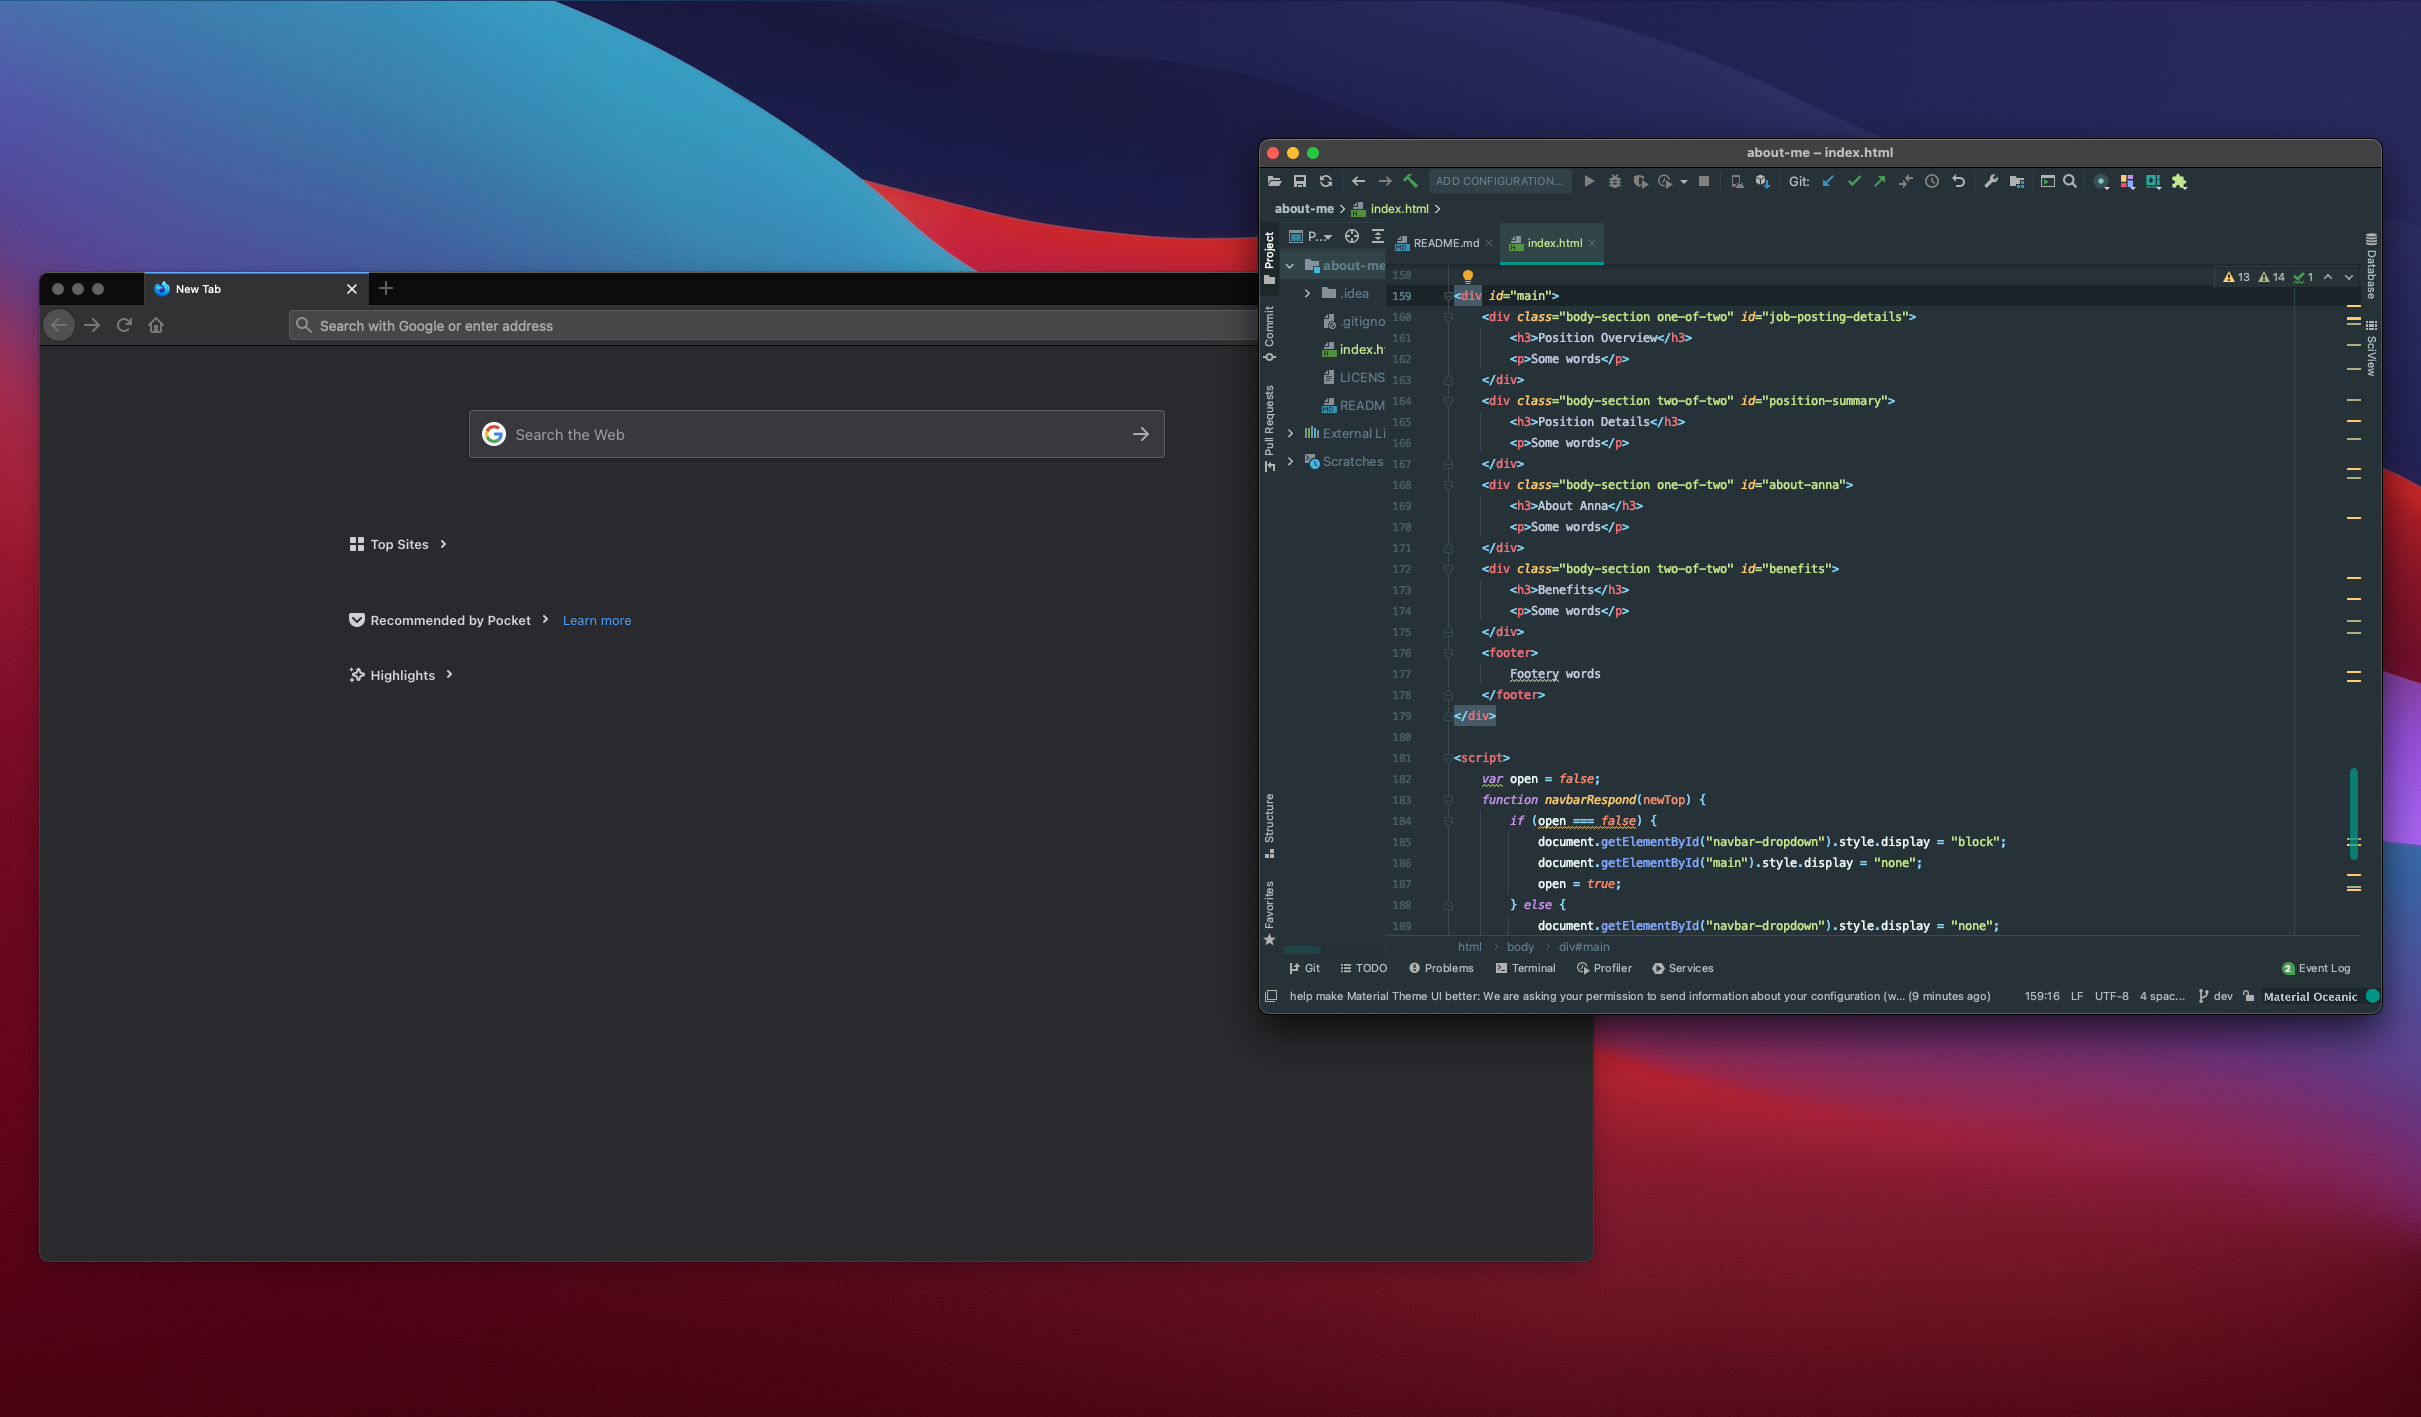 New Tab
Search with Google or enter address
Search the Web
Top Sites
Recommended by Pocket
Learn more
Highlights
about-me – index.html
ADD CONFIGURATION...
Git:
about-me
index.html
Project
P...
README.md
index.html
about-me
.idea
.gitigno
index.h
LICENS
READM
External Li
Scratches
Commit
Pull Requests
Structure
Favorites
Database
SciView
13 14 1
158
159 <div id="main">
160 <div class="body-section one-of-two" id="job-posting-details">
161 <h3>Position Overview</h3>
162 <p>Some words</p>
163 </div>
164 <div class="body-section two-of-two" id="position-summary">
165 <h3>Position Details</h3>
166 <p>Some words</p>
167 </div>
168 <div class="body-section one-of-two" id="about-anna">
169 <h3>About Anna</h3>
170 <p>Some words</p>
171 </div>
172 <div class="body-section two-of-two" id="benefits">
173 <h3>Benefits</h3>
174 <p>Some words</p>
175 </div>
176 <footer>
177 Footery words
178 </footer>
179 </div>
180
181 <script>
182 var open = false;
183 function navbarRespond(newTop) {
184 if (open === false) {
185 document.getElementById("navbar-dropdown").style.display = "block";
186 document.getElementById("main").style.display = "none";
187 open = true;
188 } else {
189 document.getElementById("navbar-dropdown").style.display = "none";
html body div#main
Git TODO Problems Terminal Profiler Services 2 Event Log
help make Material Theme UI better: We are asking your permission to send information about your configuration (w... (9 minutes ago) 159:16 LF UTF-8 4 spac... dev Material Oceanic